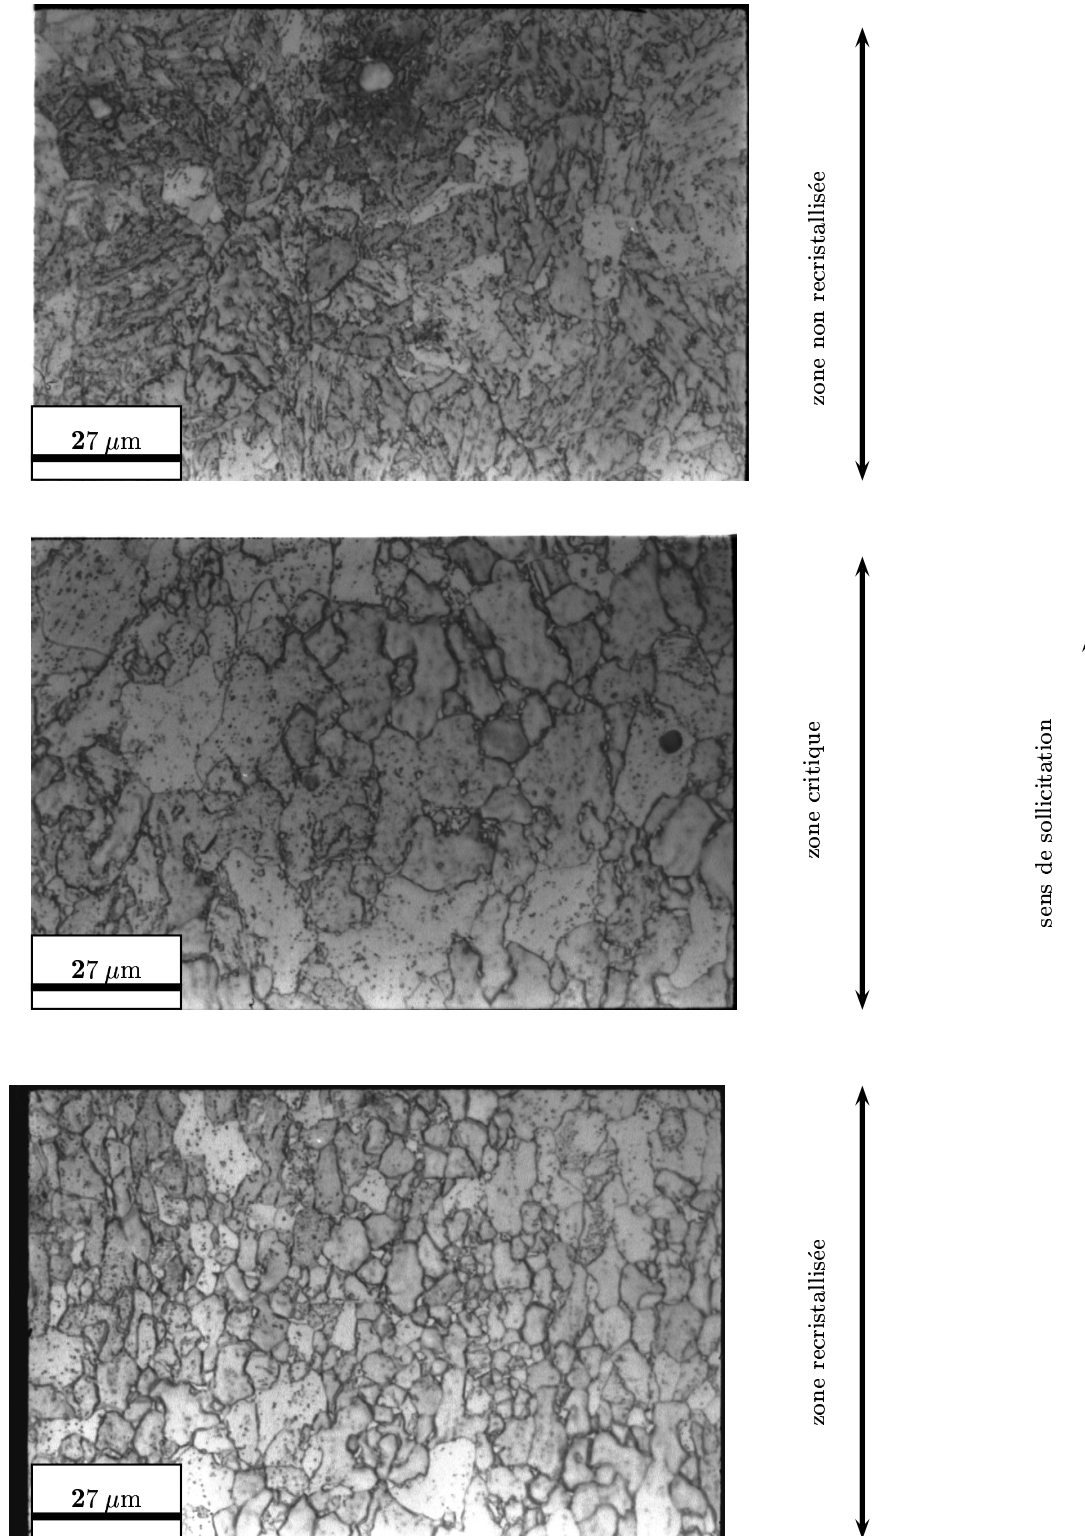 zone non recristallisée
27 μm
zone critique
sens de sollicitation
27 μm
zone recristallisée
27 μm